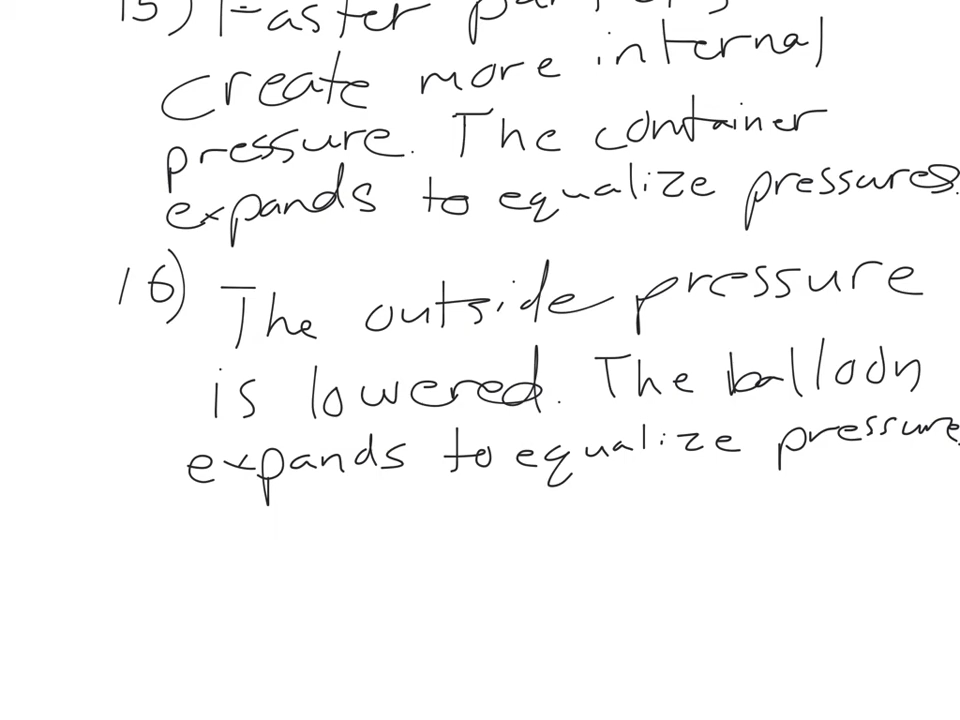 15) Faster
create more internal
pressure. The container
expands to equalize pressures.
16) The outside pressure
is lowered. The balloon
expands to equalize pressure